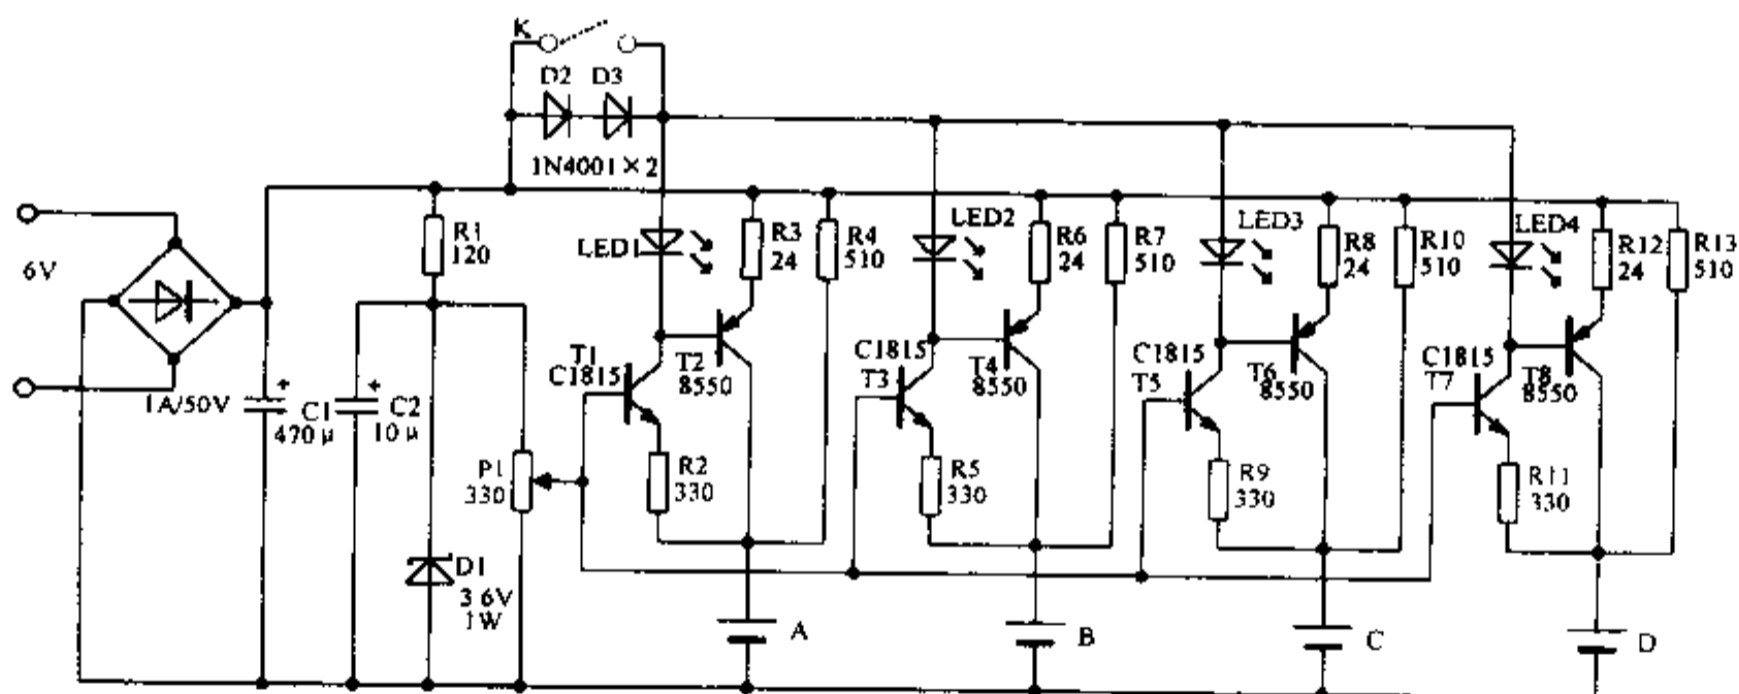 K
D2 D3
1N4001×2
6V
1A/50V
R1
120
C1
470μ
C2
10μ
P1
330
D1
3.6V
1W
LED1
R3
24
R4
510
T1
C1815
T2
8550
R2
330
A
LED2
R6
24
R7
510
C1815
T3
T4
8550
R5
330
B
LED3
R8
24
R10
510
C1815
T5
T6
8550
R9
330
C
LED4
R12
24
R13
510
C1815
T7
T8
8550
R11
330
D